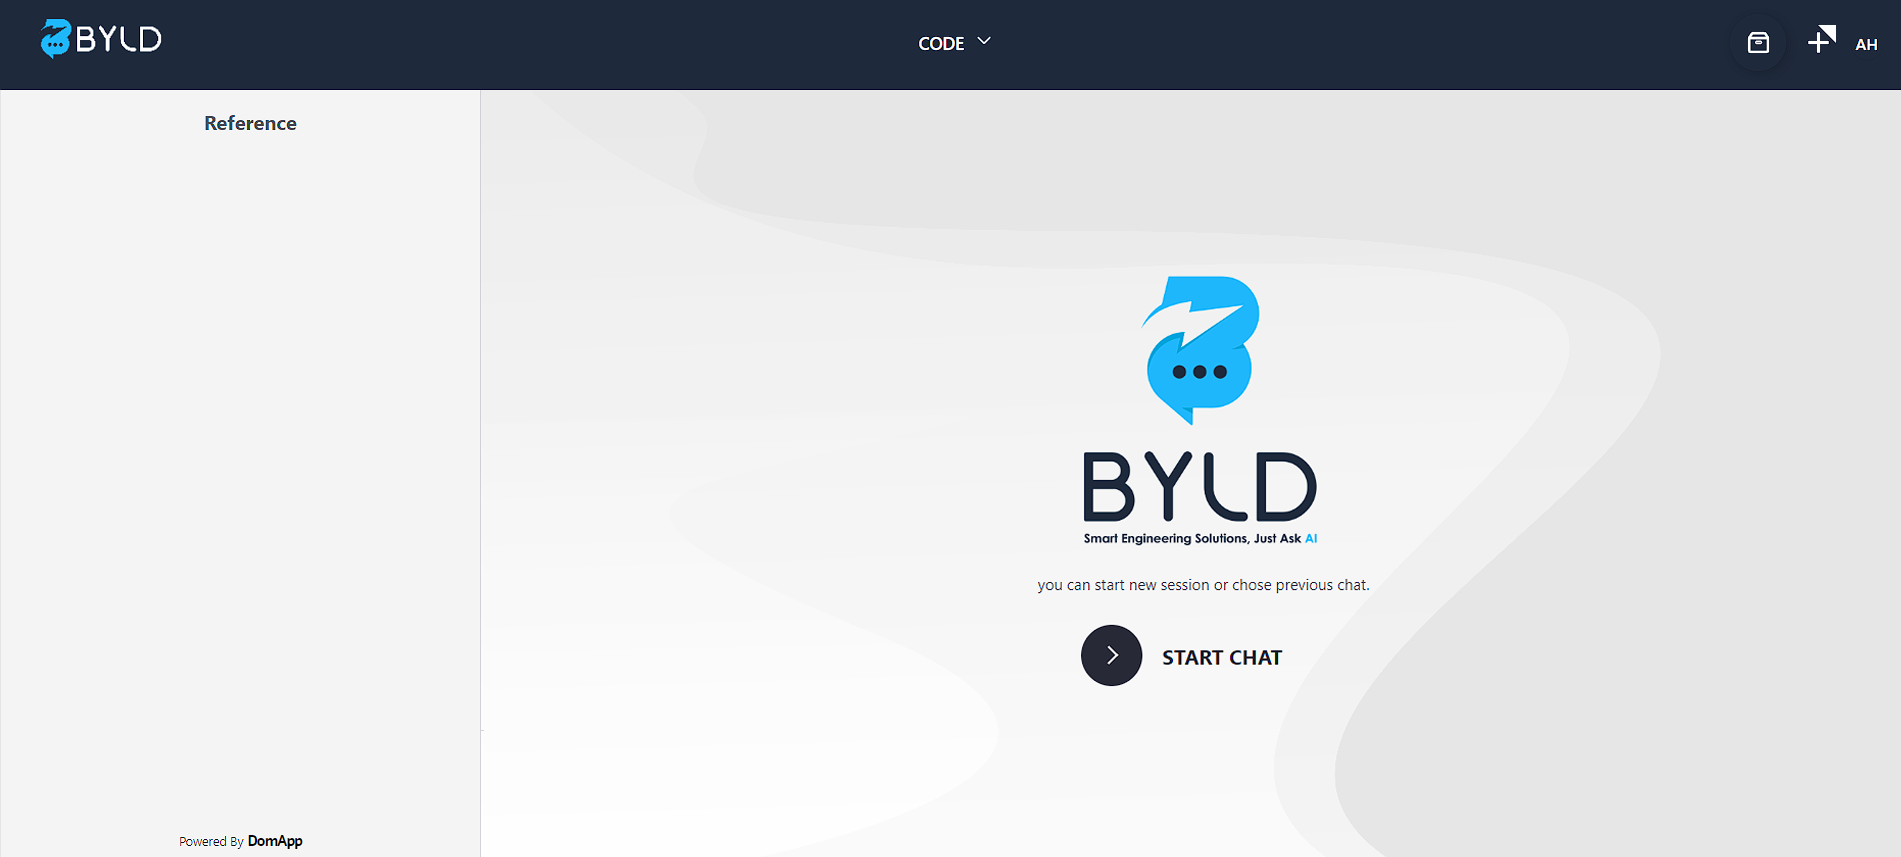 BYLD
CODE
AH
Reference
BYLD
Smart Engineering Solutions, Just Ask AI
you can start new session or chose previous chat.
START CHAT
Powered By DomApp